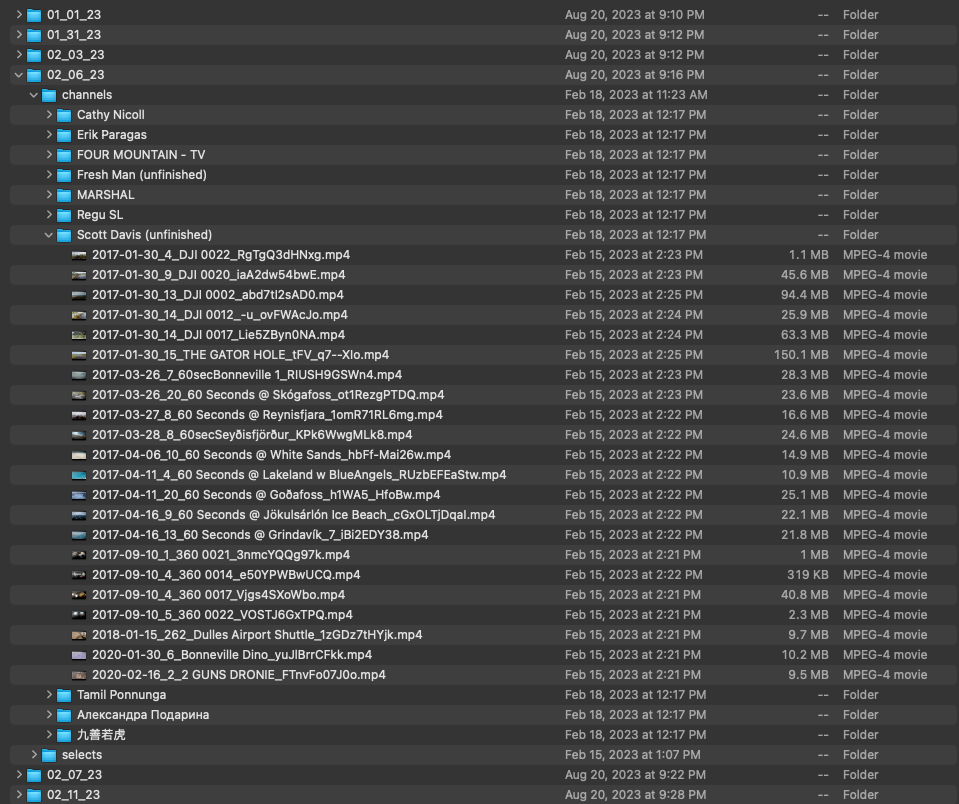 01_01_23 Aug 20, 2023 at 9:10 PM -- Folder
01_31_23 Aug 20, 2023 at 9:12 PM -- Folder
02_03_23 Aug 20, 2023 at 9:12 PM -- Folder
02_06_23 Aug 20, 2023 at 9:16 PM -- Folder
channels Feb 18, 2023 at 11:23 AM -- Folder
Cathy Nicoll Feb 18, 2023 at 12:17 PM -- Folder
Erik Paragas Feb 18, 2023 at 12:17 PM -- Folder
FOUR MOUNTAIN - TV Feb 18, 2023 at 12:17 PM -- Folder
Fresh Man (unfinished) Feb 18, 2023 at 12:17 PM -- Folder
MARSHAL Feb 18, 2023 at 12:17 PM -- Folder
Regu SL Feb 18, 2023 at 12:17 PM -- Folder
Scott Davis (unfinished) Feb 18, 2023 at 12:17 PM -- Folder
2017-01-30_4_DJI 0022_RgTgQ3dHNxg.mp4 Feb 15, 2023 at 2:23 PM 1.1 MB MPEG-4 movie
2017-01-30_9_DJI 0020_iaA2dw54bwE.mp4 Feb 15, 2023 at 2:23 PM 45.6 MB MPEG-4 movie
2017-01-30_13_DJI 0002_abd7tI2sAD0.mp4 Feb 15, 2023 at 2:25 PM 94.4 MB MPEG-4 movie
2017-01-30_14_DJI 0012_-u_ovFWAcJo.mp4 Feb 15, 2023 at 2:24 PM 25.9 MB MPEG-4 movie
2017-01-30_14_DJI 0017_Lie5ZByn0NA.mp4 Feb 15, 2023 at 2:24 PM 63.3 MB MPEG-4 movie
2017-01-30_15_THE GATOR HOLE_tFV_q7--XIo.mp4 Feb 15, 2023 at 2:25 PM 150.1 MB MPEG-4 movie
2017-03-26_7_60secBonneville 1_RIUSH9GSWn4.mp4 Feb 15, 2023 at 2:23 PM 28.3 MB MPEG-4 movie
2017-03-26_20_60 Seconds @ Skógafoss_ot1RezgPTDQ.mp4 Feb 15, 2023 at 2:23 PM 23.6 MB MPEG-4 movie
2017-03-27_8_60 Seconds @ Reynisfjara_1omR71RL6mg.mp4 Feb 15, 2023 at 2:22 PM 16.6 MB MPEG-4 movie
2017-03-28_8_60secSeyðisfjörður_KPk6WwgMLk8.mp4 Feb 15, 2023 at 2:22 PM 24.6 MB MPEG-4 movie
2017-04-06_10_60 Seconds @ White Sands_hbFf-Mai26w.mp4 Feb 15, 2023 at 2:22 PM 14.9 MB MPEG-4 movie
2017-04-11_4_60 Seconds @ Lakeland w BlueAngels_RUzbEFEaStw.mp4 Feb 15, 2023 at 2:22 PM 10.9 MB MPEG-4 movie
2017-04-11_20_60 Seconds @ Goðafoss_h1WA5_HfoBw.mp4 Feb 15, 2023 at 2:22 PM 25.1 MB MPEG-4 movie
2017-04-16_9_60 Seconds @ Jökulsárlón Ice Beach_cGxOLTjDqaI.mp4 Feb 15, 2023 at 2:22 PM 22.1 MB MPEG-4 movie
2017-04-16_13_60 Seconds @ Grindavík_7_iBi2EDY38.mp4 Feb 15, 2023 at 2:22 PM 21.8 MB MPEG-4 movie
2017-09-10_1_360 0021_3nmcYQQg97k.mp4 Feb 15, 2023 at 2:21 PM 1 MB MPEG-4 movie
2017-09-10_4_360 0014_e50YPWBwUCQ.mp4 Feb 15, 2023 at 2:22 PM 319 KB MPEG-4 movie
2017-09-10_4_360 0017_Vjgs4SXoWbo.mp4 Feb 15, 2023 at 2:21 PM 40.8 MB MPEG-4 movie
2017-09-10_5_360 0022_VOSTJ6GxTPQ.mp4 Feb 15, 2023 at 2:21 PM 2.3 MB MPEG-4 movie
2018-01-15_262_Dulles Airport Shuttle_1zGDz7tHYjk.mp4 Feb 15, 2023 at 2:21 PM 9.7 MB MPEG-4 movie
2020-01-30_6_Bonneville Dino_yuJlBrrCFkk.mp4 Feb 15, 2023 at 2:21 PM 10.2 MB MPEG-4 movie
2020-02-16_2_2 GUNS DRONIE_FTnvFo07J0o.mp4 Feb 15, 2023 at 2:21 PM 9.5 MB MPEG-4 movie
Tamil Ponnunga Feb 18, 2023 at 12:17 PM -- Folder
Александра Подарина Feb 18, 2023 at 12:17 PM -- Folder
九善若虎 Feb 18, 2023 at 12:17 PM -- Folder
selects Feb 15, 2023 at 1:07 PM -- Folder
02_07_23 Aug 20, 2023 at 9:22 PM -- Folder
02_11_23 Aug 20, 2023 at 9:28 PM -- Folder